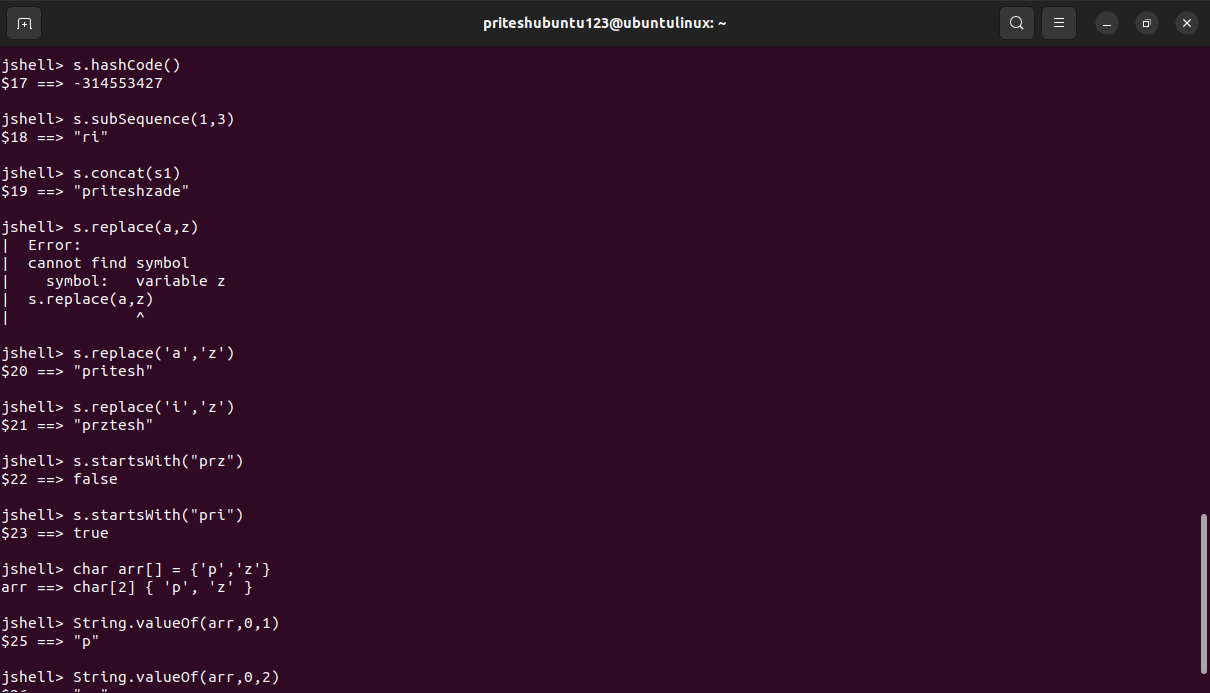 priteshubuntu123@ubuntulinux: ~
jshell> s.hashCode()
$17 ==> -314553427
jshell> s.subSequence(1,3)
$18 ==> "ri"
jshell> s.concat(s1)
$19 ==> "priteshzade"
jshell> s.replace(a,z)
|  Error:
|  cannot find symbol
|    symbol:   variable z
|  s.replace(a,z)
|              ^
jshell> s.replace('a','z')
$20 ==> "pritesh"
jshell> s.replace('i','z')
$21 ==> "prztesh"
jshell> s.startsWith("prz")
$22 ==> false
jshell> s.startsWith("pri")
$23 ==> true
jshell> char arr[] = {'p','z'}
arr ==> char[2] { 'p', 'z' }
jshell> String.valueOf(arr,0,1)
$25 ==> "p"
jshell> String.valueOf(arr,0,2)